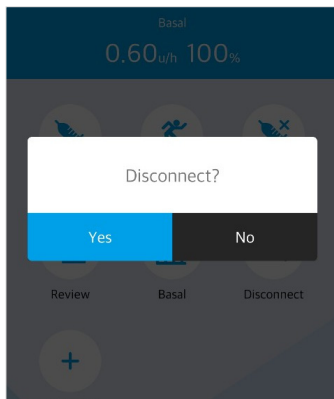 Basal
0.60u/h 100%
Disconnect?
Yes No
Review Basal Disconnect